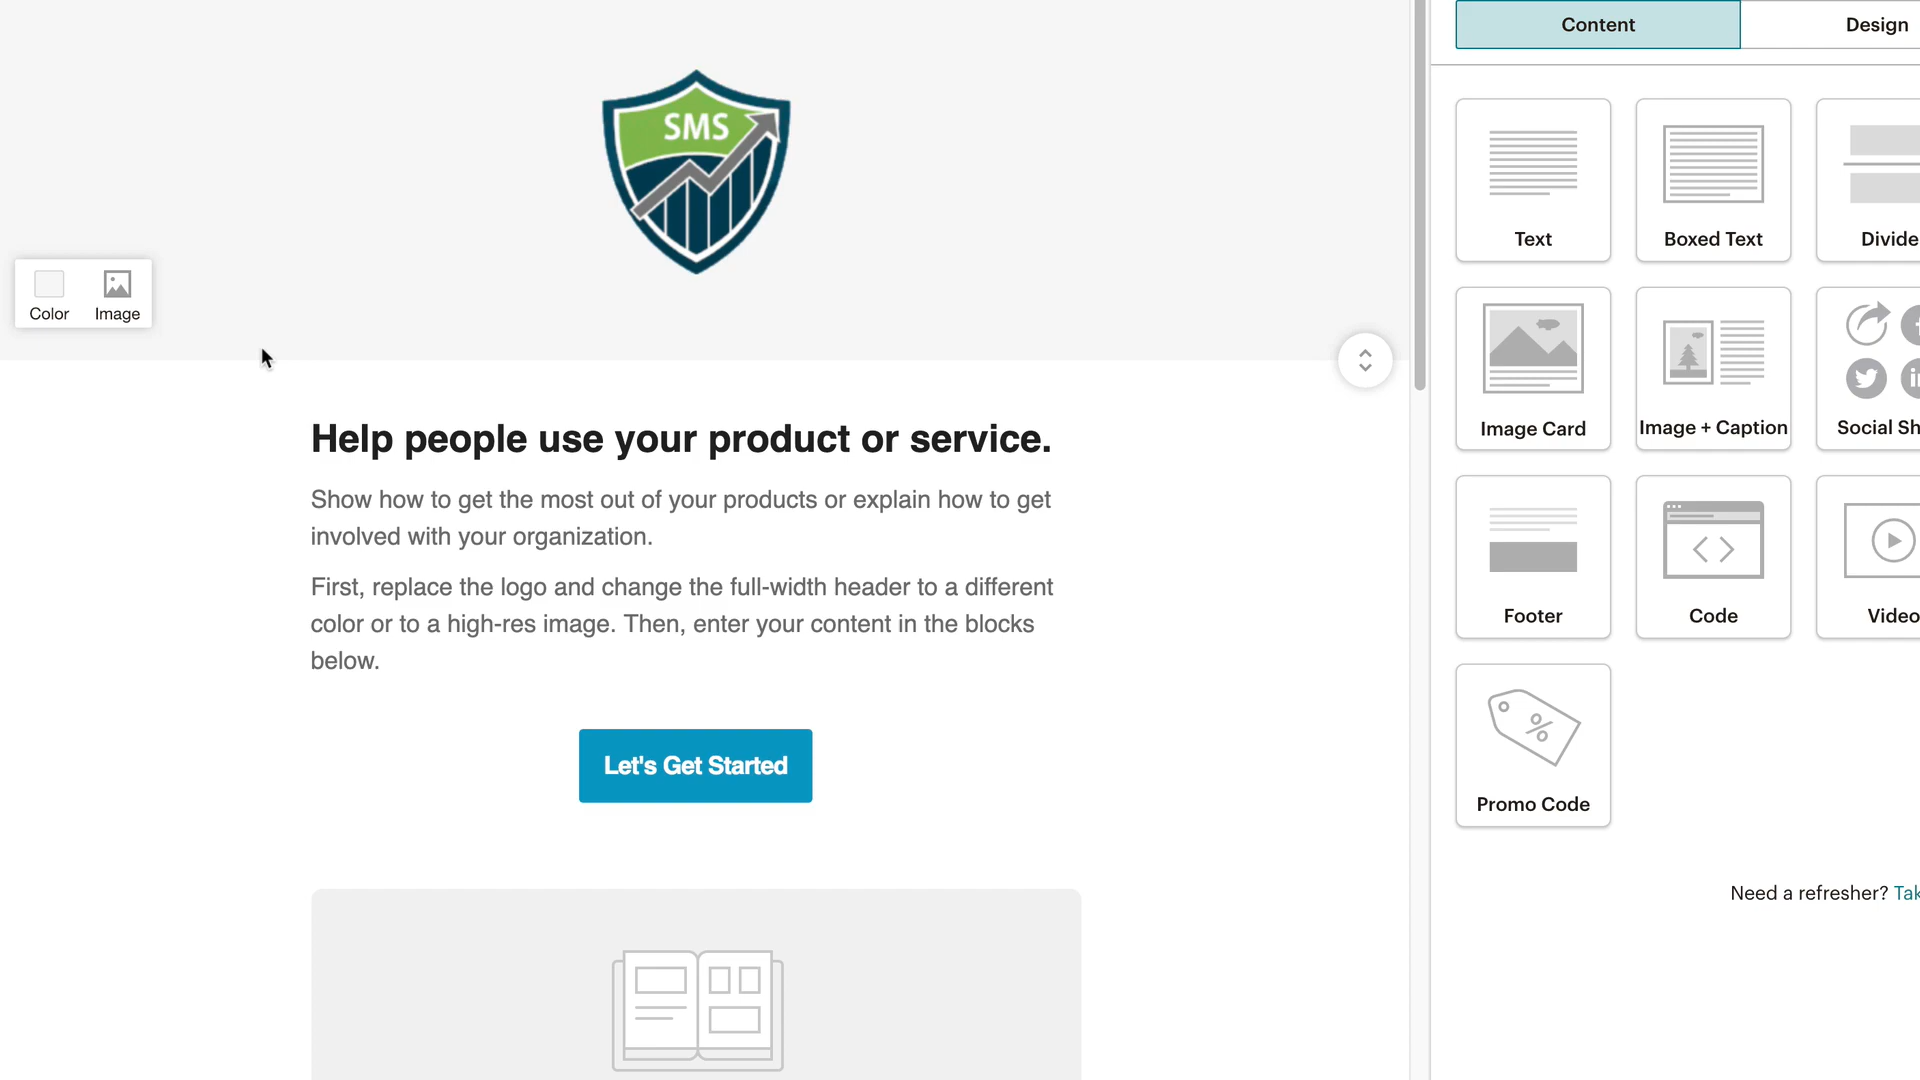 Content
Design
SMS
Text
Boxed Text
Divide
Color
Image
Image Card
Image + Caption
Social Sh
Help people use your product or service.
Show how to get the most out of your products or explain how to get
involved with your organization.
First, replace the logo and change the full-width header to a different
color or to a high-res image. Then, enter your content in the blocks
below.
Footer
Code
Video
Let's Get Started
Promo Code
Need a refresher? Tak